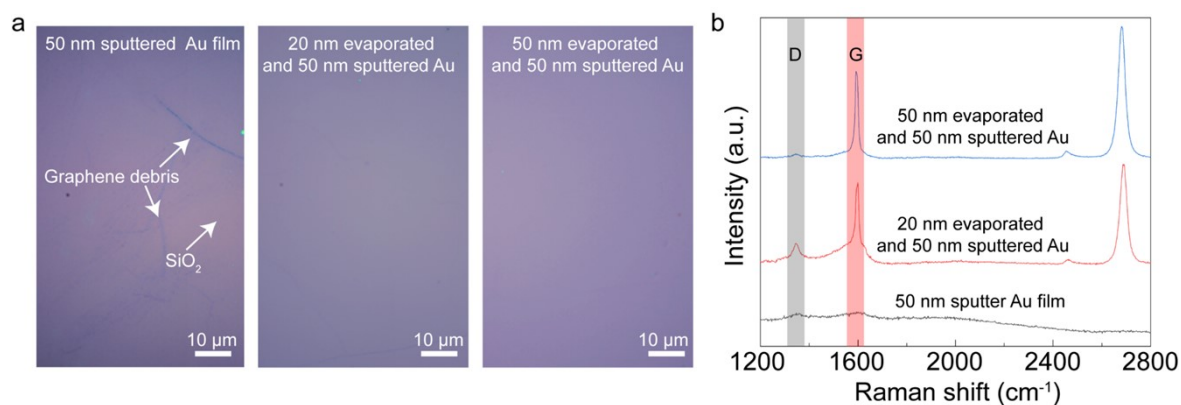 a
50 nm sputtered Au film
Graphene debris
SiO₂
10 µm
20 nm evaporated
and 50 nm sputtered Au
10 µm
50 nm evaporated
and 50 nm sputtered Au
10 µm
b
D
G
50 nm evaporated
and 50 nm sputtered Au
20 nm evaporated
and 50 nm sputtered Au
50 nm sputter Au film
Intensity (a.u.)
1200 1600 2000 2400 2800
Raman shift (cm⁻¹)